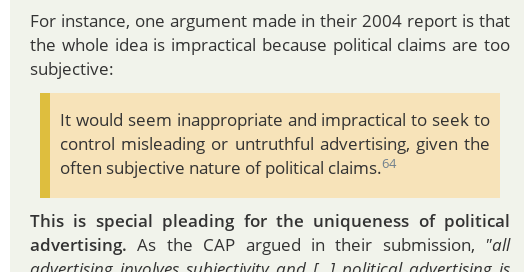 For instance, one argument made in their 2004 report is that
the whole idea is impractical because political claims are too
subjective:
It would seem inappropriate and impractical to seek to
control misleading or untruthful advertising, given the
often subjective nature of political claims.64
This is special pleading for the uniqueness of political
advertising. As the CAP argued in their submission, "all
advertising involves subjectivity and [...] political advertising is